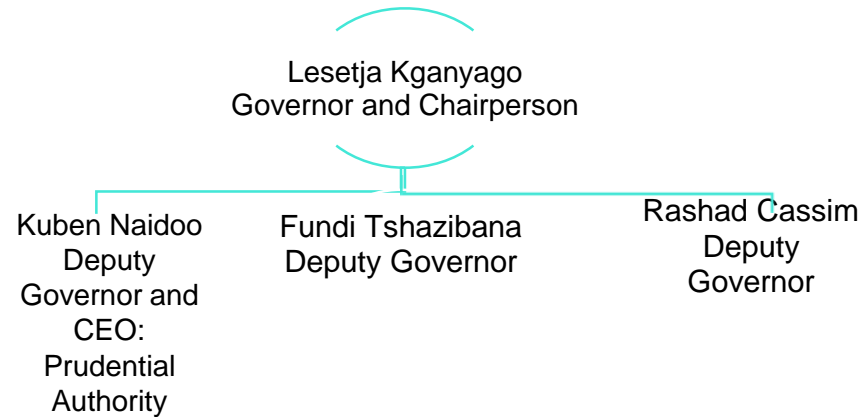 Lesetja Kganyago
Governor and Chairperson
Kuben Naidoo
Deputy
Governor and
CEO:
Prudential
Authority
Fundi Tshazibana
Deputy Governor
Rashad Cassim
Deputy
Governor